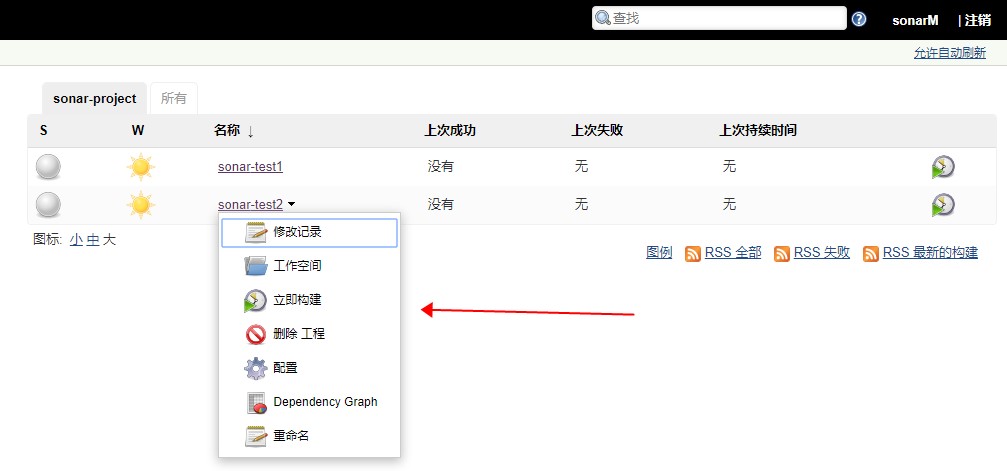 查找 ? sonarM | 注销
允许自动刷新
sonar-project 所有
S W 名称 ↓ 上次成功 上次失败 上次持续时间
sonar-test1 没有 无 无
sonar-test2 没有 无 无
图标: 小 中 大
图例 RSS 全部 RSS 失败 RSS 最新的构建
修改记录
工作空间
立即构建
删除 工程
配置
Dependency Graph
重命名